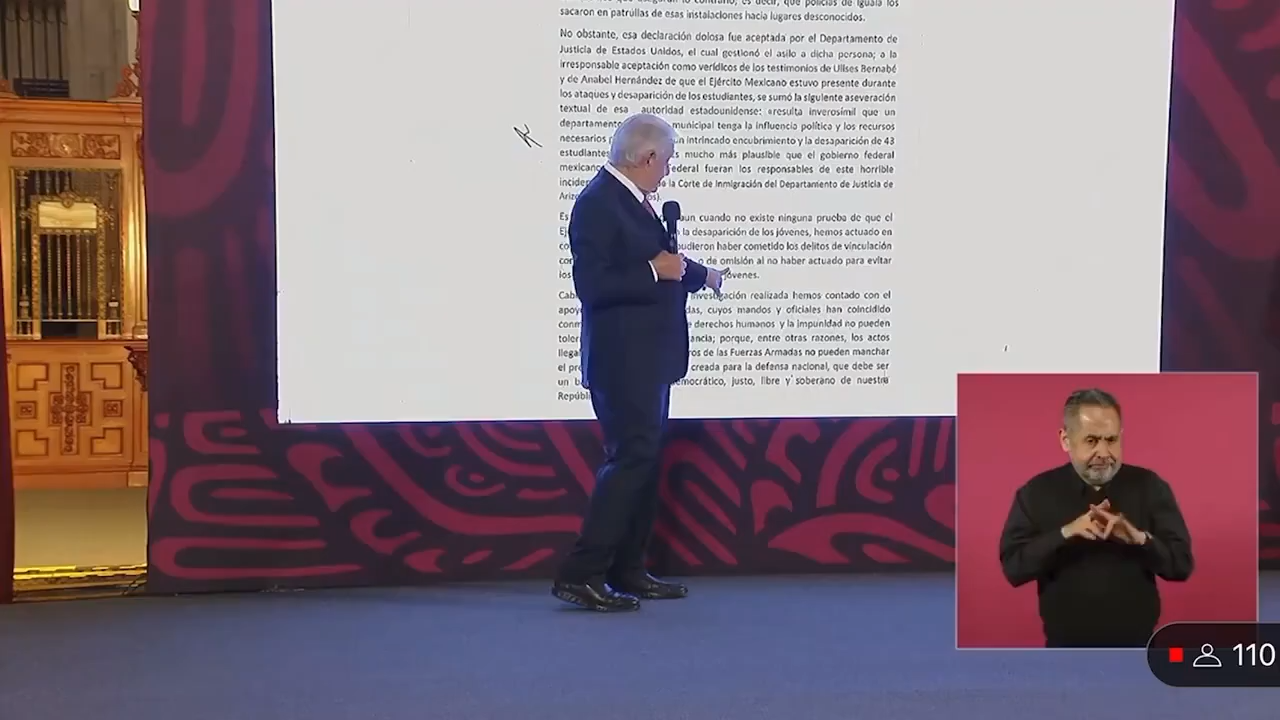 que aseguran lo contrario; es decir, que policías de Iguala los
sacaron en patrullas de esas instalaciones hacia lugares desconocidos.
No obstante, esa declaración dolosa fue aceptada por el Departamento de
Justicia de Estados Unidos, el cual gestionó el asilo a dicha persona; a la
irresponsable aceptación como verídicos de los testimonios de Ulises Bernabé
y de Anabel Hernández de que el Ejército Mexicano estuvo presente durante
los ataques y desaparición de los estudiantes, se sumó la siguiente aseveración
textual de esa autoridad estadounidense: «resulta inverosímil que un
departamento municipal tenga la influencia política y los recursos
necesarios un intrincado encubrimiento y la desaparición de 43
estudiantes mucho más plausible que el gobierno federal
mexicano federal fueran los responsables de este horrible
la Corte de Inmigración del Departamento de Justicia de
aun cuando no existe ninguna prueba de que el
la desaparición de los jóvenes, hemos actuado en
pudieron haber cometido los delitos de vinculación
o de omisión al no haber actuado para evitar
jóvenes.
investigación realizada hemos contado con el
cuyos mandos y oficiales han coincidido
derechos humanos y la impunidad no pueden
porque, entre otras razones, los actos
de las Fuerzas Armadas no pueden manchar
creada para la defensa nacional, que debe ser
un justo, libre y soberano de nuestra
110